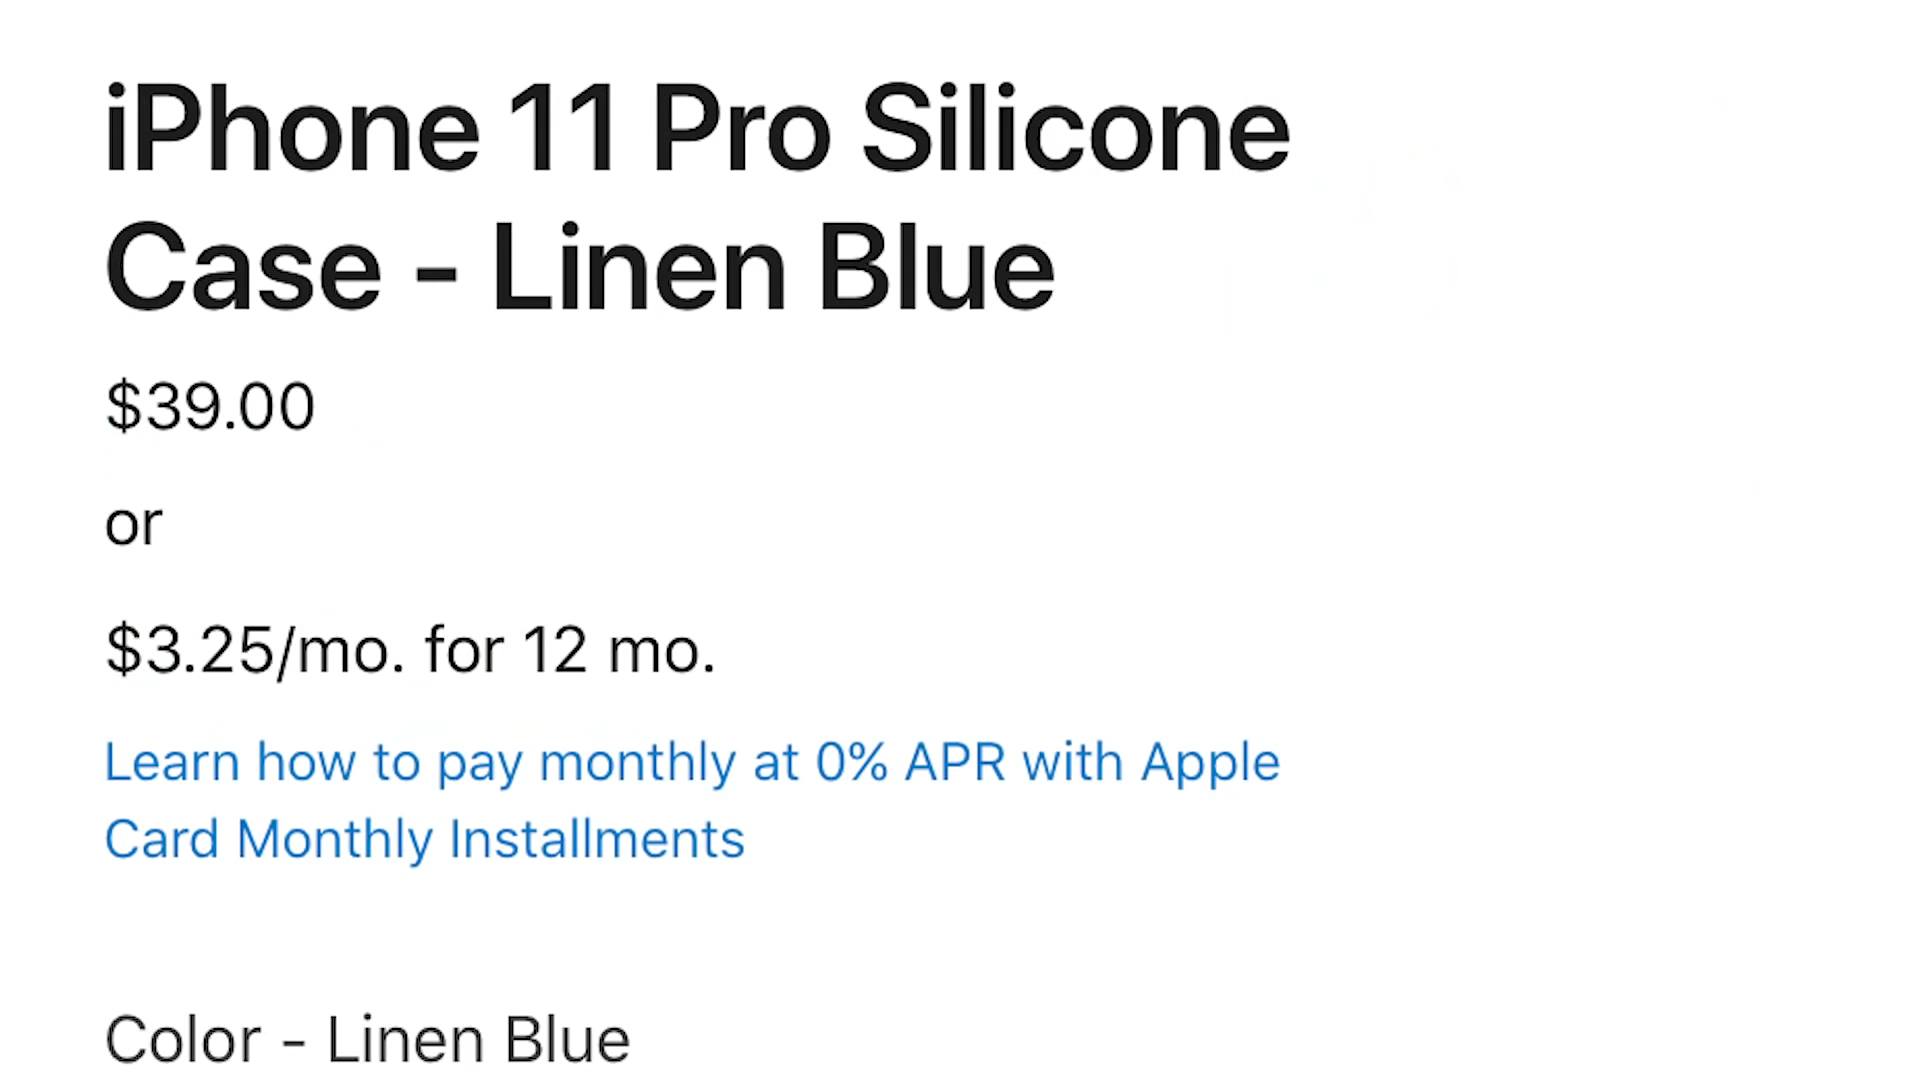 iPhone 11 Pro Silicone
Case - Linen Blue
$39.00
or
$3.25/mo. for 12 mo.
Learn how to pay monthly at 0% APR with Apple
Card Monthly Installments
Color - Linen Blue